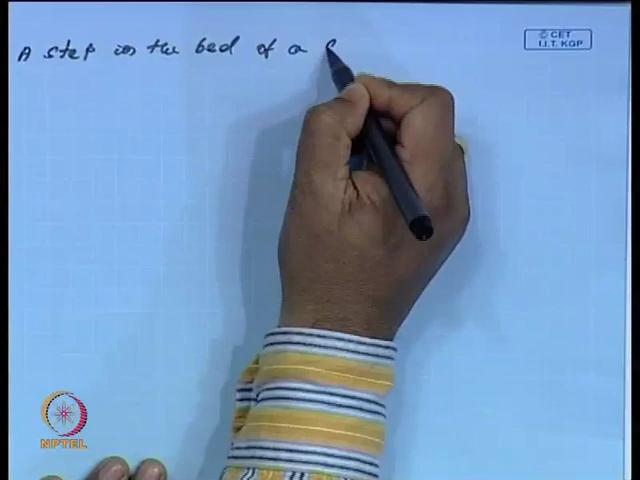 A step in the bed of a
© CET
I.I.T. KGP
NPTEL